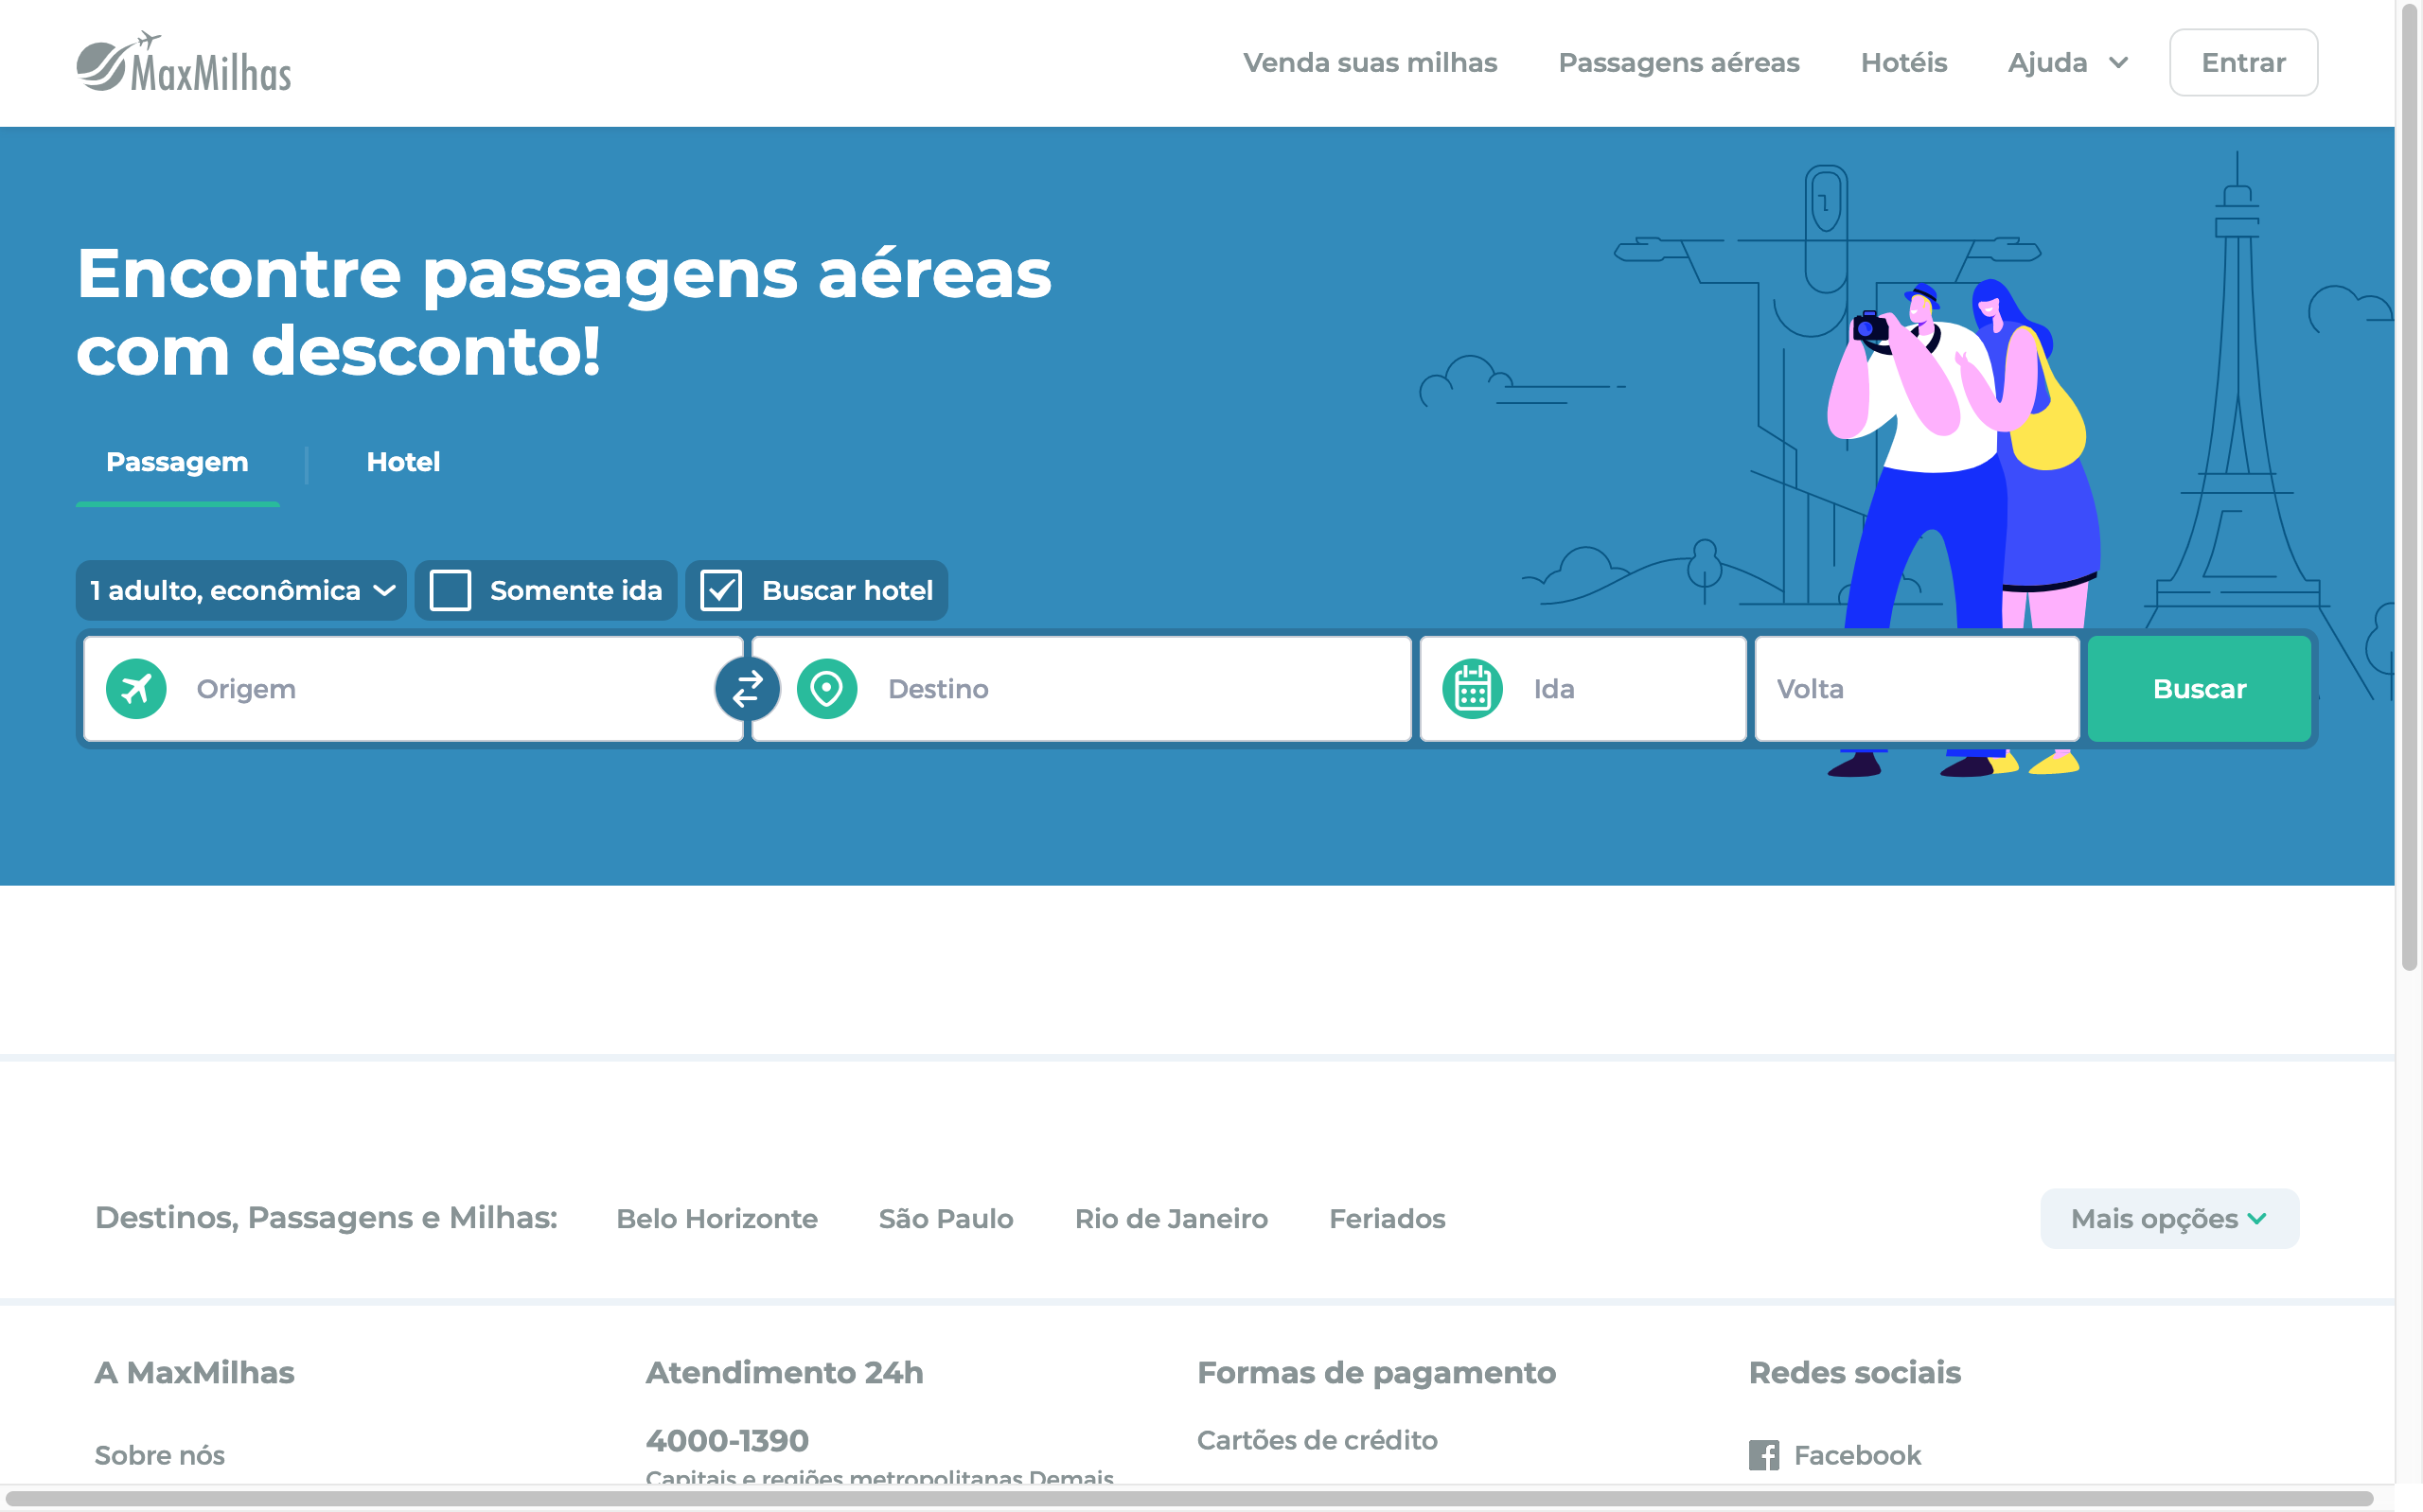 MaxMilhas
Venda suas milhas
Passagens aéreas
Hotéis
Ajuda
Entrar
Encontre passagens aéreas
com desconto!
Passagem
Hotel
1 adulto, econômica
Somente ida
Buscar hotel
Origem
Destino
Ida
Volta
Buscar
Destinos, Passagens e Milhas:
Belo Horizonte
São Paulo
Rio de Janeiro
Feriados
Mais opções
A MaxMilhas
Sobre nós
Atendimento 24h
4000-1390
Capitais e regiões metropolitanas Demais
Formas de pagamento
Cartões de crédito
Redes sociais
Facebook